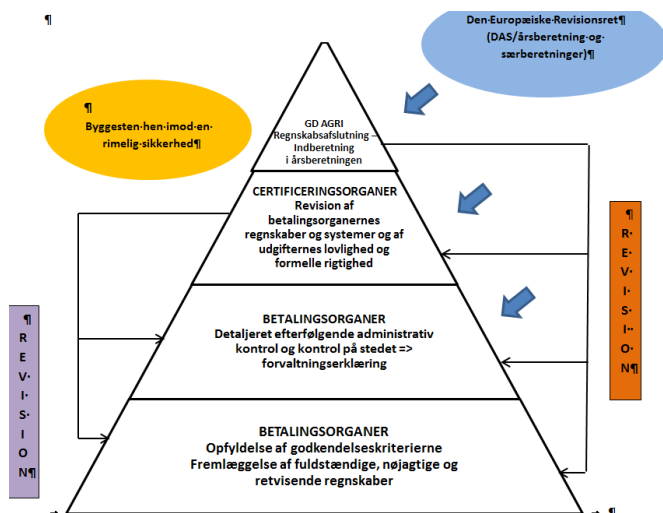 ¶
Den·Europæiske·Revisionsret¶
(DAS/årsberetning·og·
særberetninger)¶
¶
Byggesten·hen·imod·en·
rimelig·sikkerhed¶
GD AGRI
Regnskabsafslutning –
Indberetning
i årsberetningen
CERTIFICERINGSORGANER
Revision af
betalingsorganernes
regnskaber og systemer og af
udgifternes lovlighed og
formelle rigtighed
¶
R·
E·
V·
I·
S·
I··
O·
N¶
BETALINGSORGANER
Detaljeret efterfølgende administrativ
kontrol og kontrol på stedet =>
forvaltningserklæring
¶
R
E
V·
I·
S·
I
O
N¶
BETALINGSORGANER
Opfyldelse af godkendelseskriterierne
Fremlæggelse af fuldstændige, nøjagtige og
retvisende regnskaber
¶